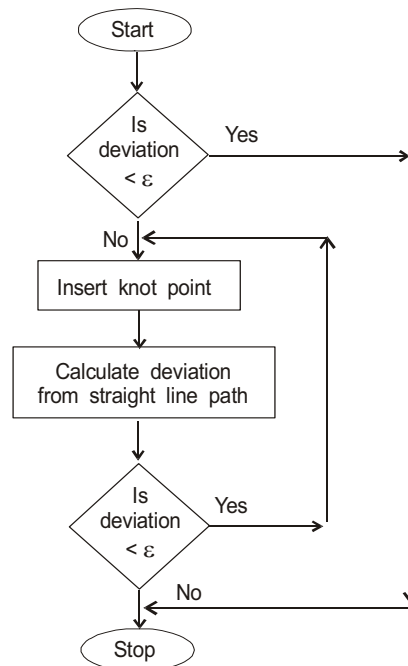 Start
Is
deviation
< ε
Yes
No
Insert knot point
Calculate deviation
from straight line path
Is
deviation
< ε
Yes
No
Stop